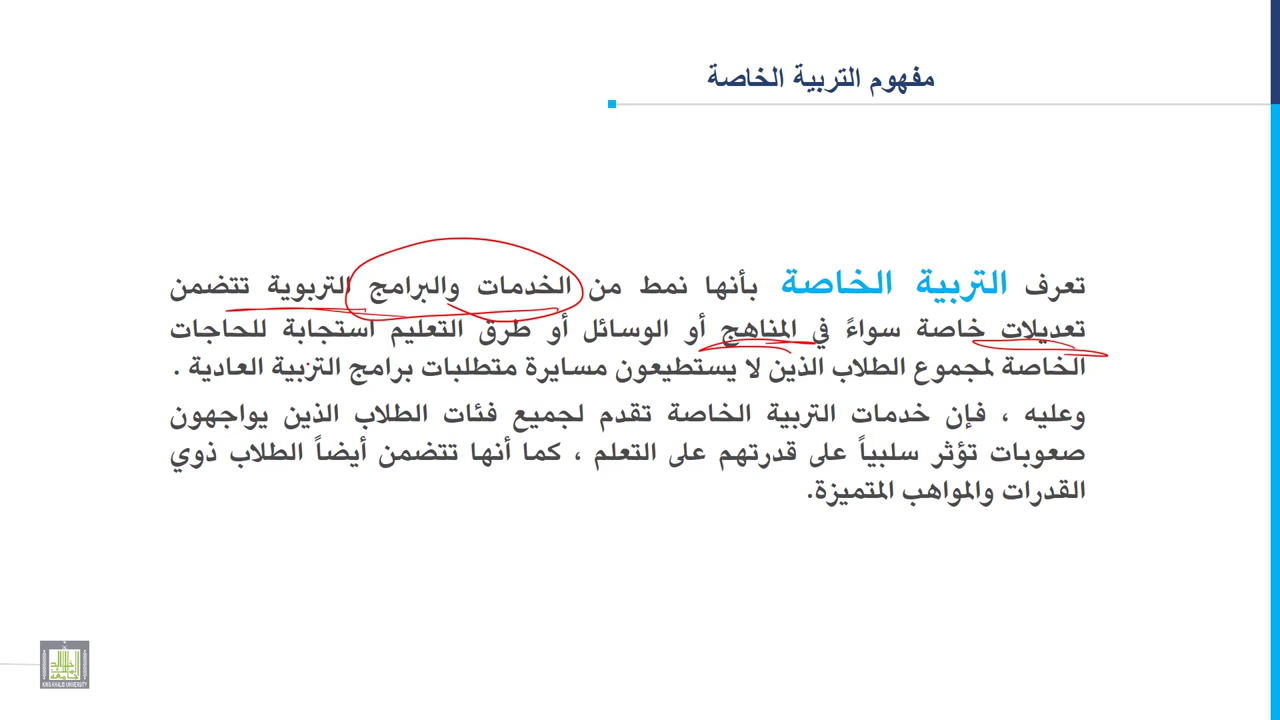 مفهوم التربية الخاصة
تعرف التربية الخاصة بأنها نمط من الخدمات والبرامج التربوية تتضمن
تعديلات خاصة سواءً في المناهج أو الوسائل أو طرق التعليم استجابة للحاجات
الخاصة لمجموع الطلاب الذين لا يستطيعون مسايرة متطلبات برامج التربية العادية .
وعليه ، فإن خدمات التربية الخاصة تقدم لجميع فئات الطلاب الذين يواجهون
صعوبات تؤثر سلبياً على قدرتهم على التعلم ، كما أنها تتضمن أيضاً الطلاب ذوي
القدرات والمواهب المتميزة.
KING KHALID UNIVERSITY